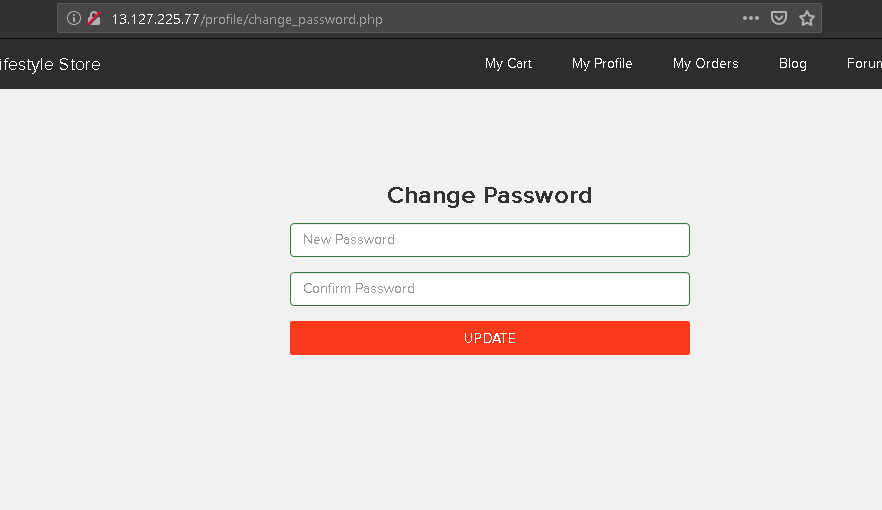 13.127.225.77/profile/change_password.php
ifestyle Store My Cart My Profile My Orders Blog Forun
Change Password
New Password
Confirm Password
UPDATE